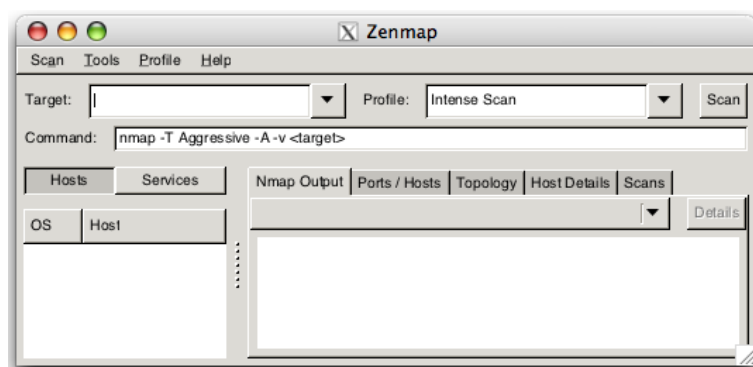 Zenmap
Scan Tools Profile Help
Target: Profile: Intense Scan Scan
Command: nmap -T Aggressive -A -v <target>
Hosts Services Nmap Output Ports / Hosts Topology Host Details Scans
Details
OS Host